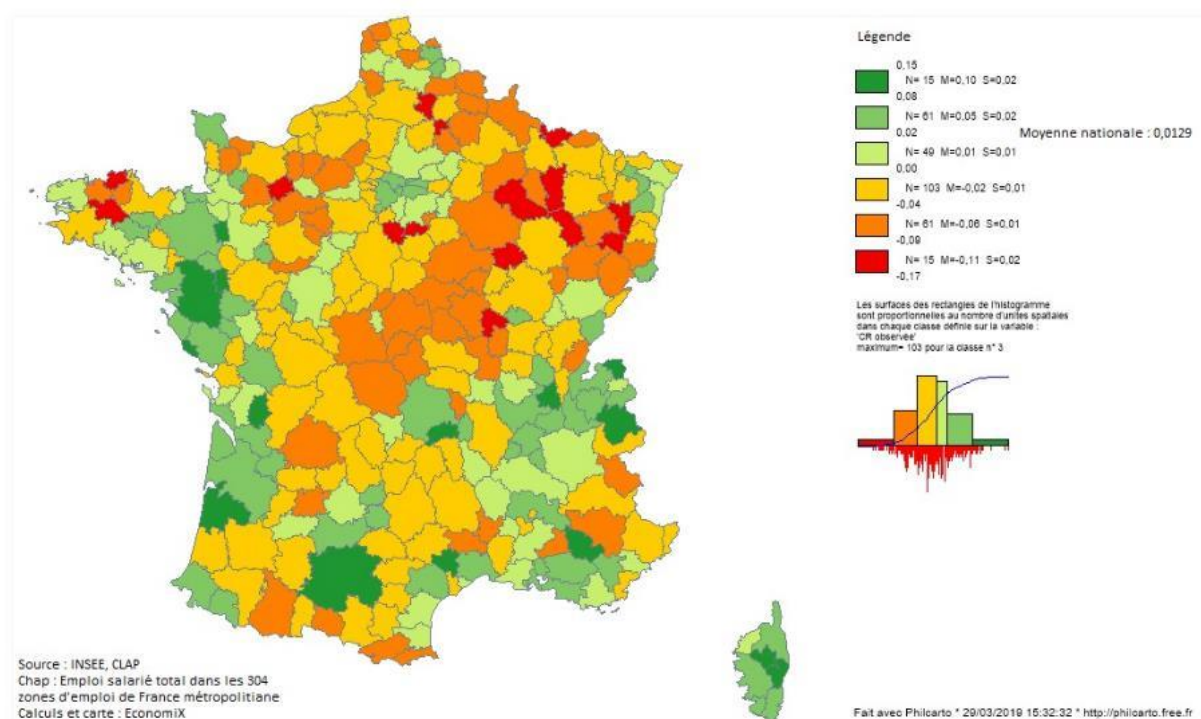 Légende
0,15
N= 15 M=0,10 S=0,02
0,08
N= 61 M=0,05 S=0,02
0,02
Moyenne nationale : 0,0129
N= 49 M=0,01 S=0,01
0,00
N= 103 M=-0,02 S=0,01
-0,04
N= 61 M=-0,06 S=0,01
-0,09
N= 15 M=-0,11 S=0,02
-0,17
Les surfaces des rectangles de l'histogramme
sont proportionnelles au nombre d'unites spatiales
dans chaque classe définie sur la variable :
'CR observée'
maximum= 103 pour la classe n° 3
Source : INSEE, CLAP
Chap : Emploi salarié total dans les 304
zones d'emploi de France métropolitiane
Calculs et carte : EconomiX
Fait avec Philcarto * 29/03/2019 15:32:32 * http://philcarto.free.fr